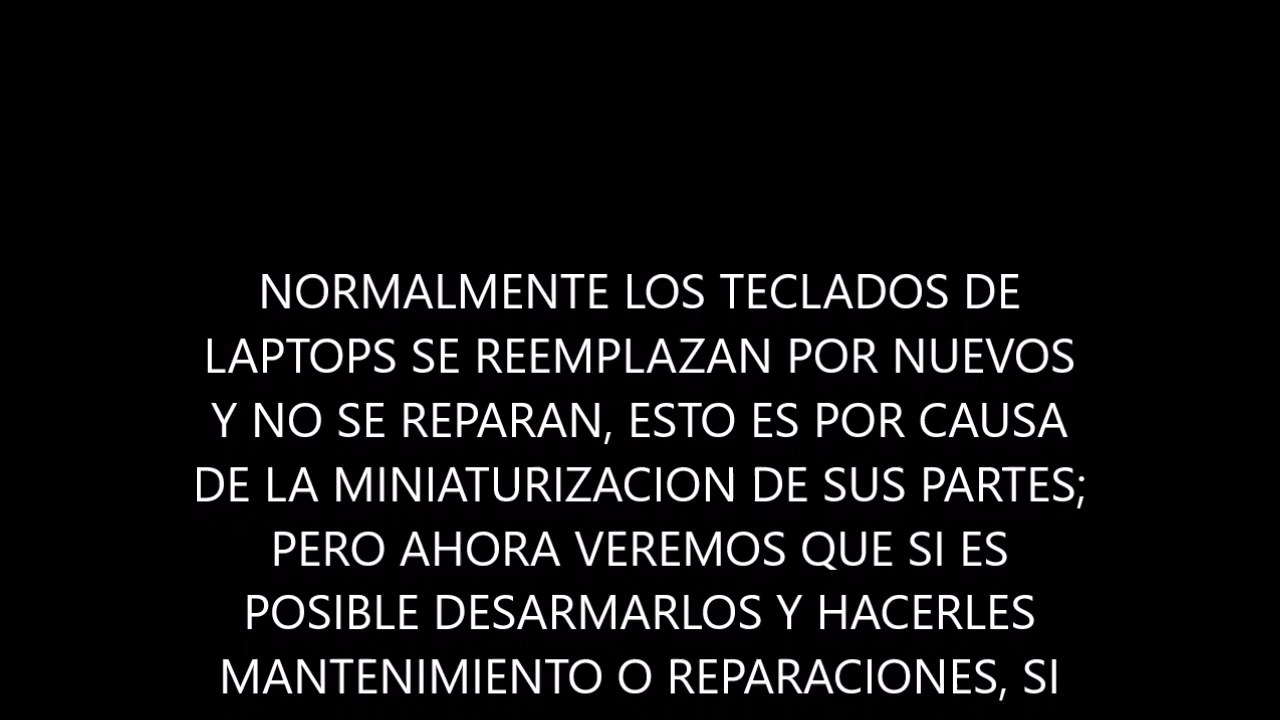 NORMALMENTE LOS TECLADOS DE
LAPTOPS SE REEMPLAZAN POR NUEVOS
Y NO SE REPARAN, ESTO ES POR CAUSA
DE LA MINIATURIZACION DE SUS PARTES;
PERO AHORA VEREMOS QUE SI ES
POSIBLE DESARMARLOS Y HACERLES
MANTENIMIENTO O REPARACIONES, SI